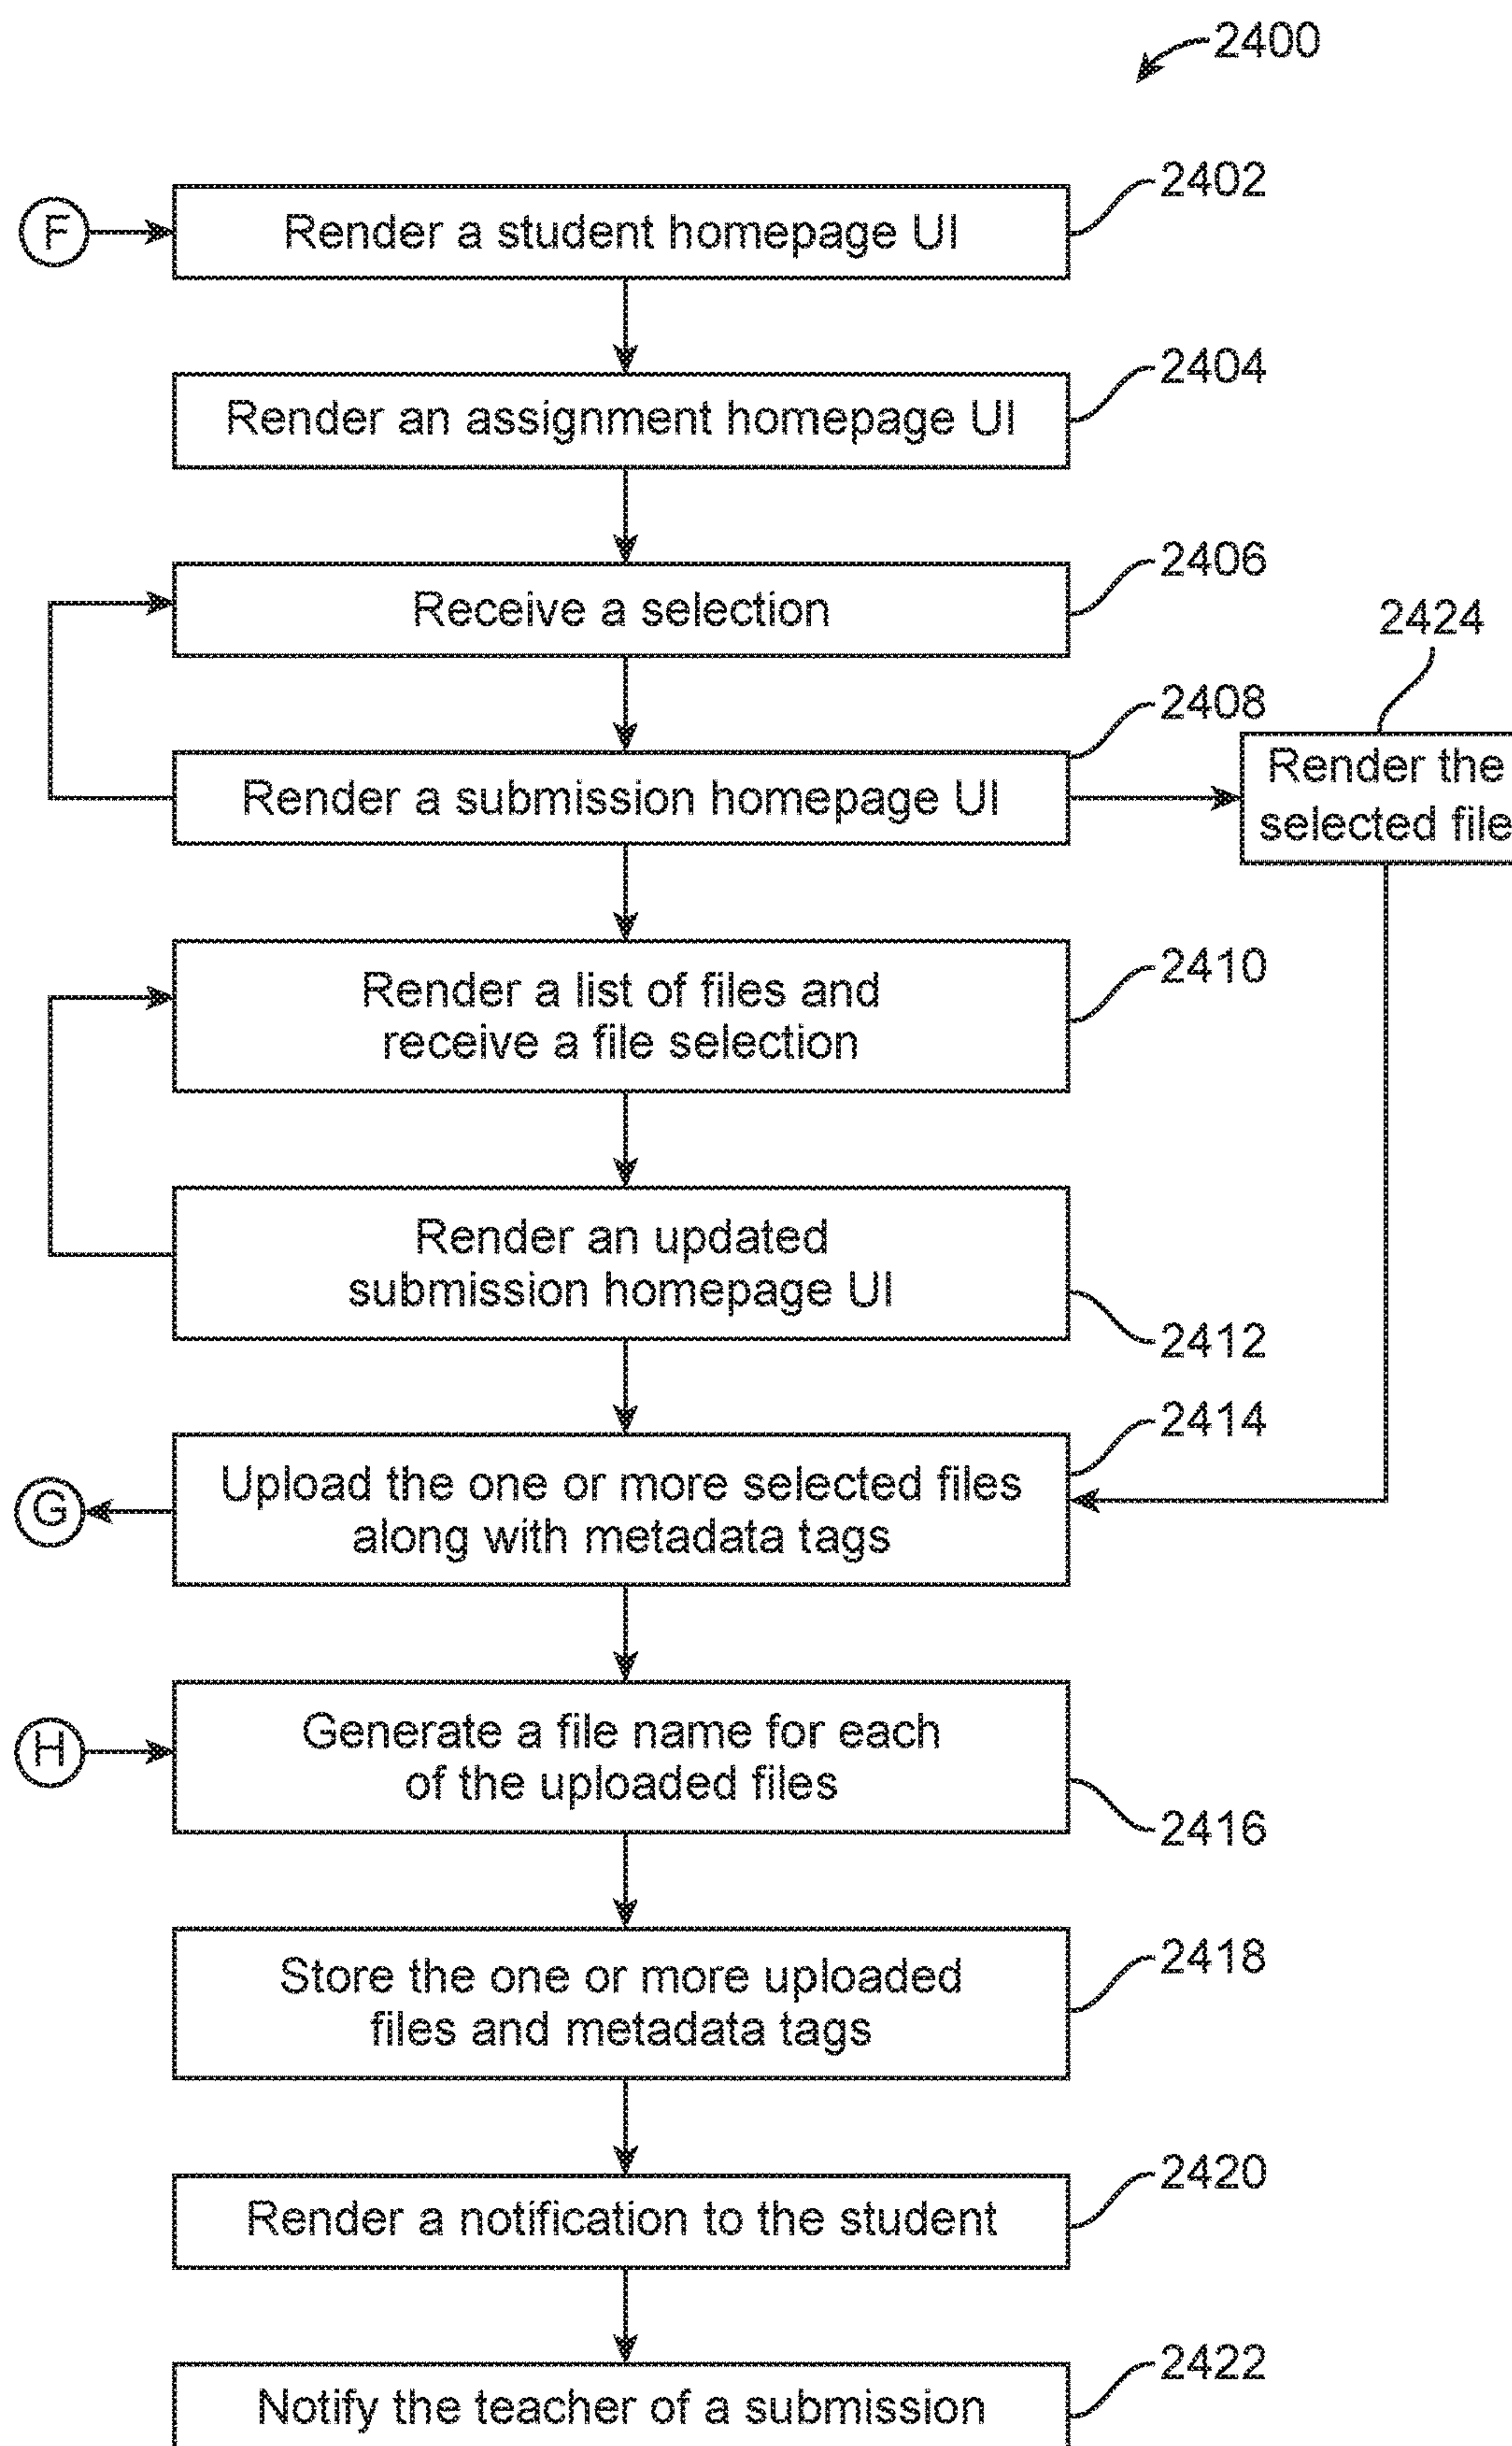 2400
2402
F
Render a student homepage UI
2404
Render an assignment homepage UI
2406
Receive a selection
2424
2408
Render the
selected file
Render a submission homepage UI
2410
Render a list of files and
receive a file selection
Render an updated
submission homepage UI
2412
2414
G
Upload the one or more selected files
along with metadata tags
H
Generate a file name for each
of the uploaded files
2416
2418
Store the one or more uploaded
files and metadata tags
2420
Render a notification to the student
2422
Notify the teacher of a submission